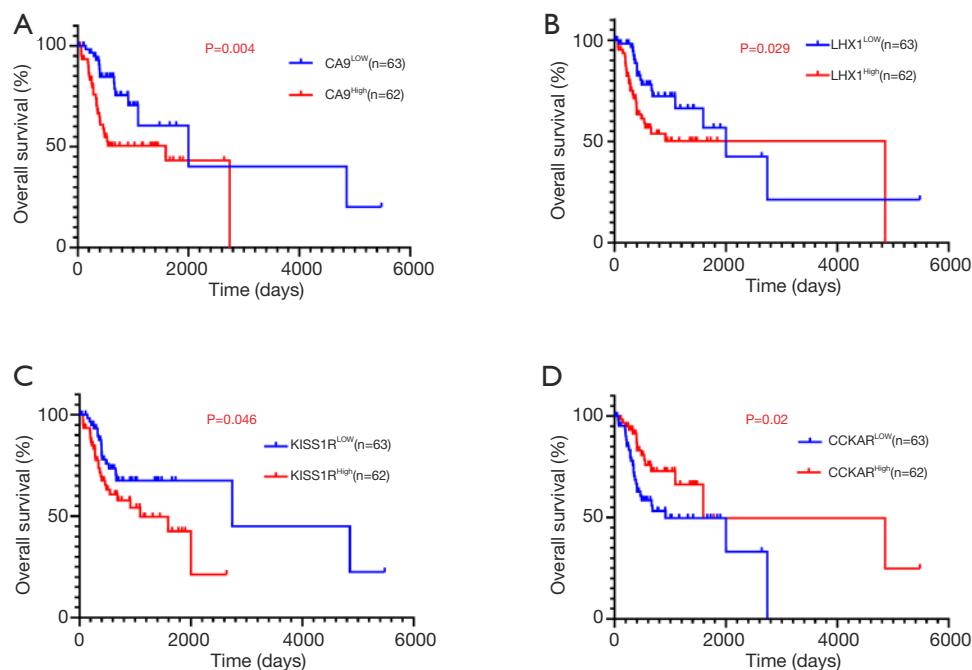 A
P=0.004
CA9LOW(n=63)
CA9High(n=62)
Overall survival (%)
100
50
0
0 2000 4000 6000
Time (days)
B
P=0.029
LHX1LOW(n=63)
LHX1High(n=62)
Overall survival (%)
100
50
0
0 2000 4000 6000
Time (days)
C
P=0.046
KISS1RLOW(n=63)
KISS1RHigh(n=62)
Overall survival (%)
100
50
0
0 2000 4000 6000
Time (days)
D
P=0.02
CCKARLOW(n=63)
CCKARHigh(n=62)
Overall survival (%)
100
50
0
0 2000 4000 6000
Time (days)